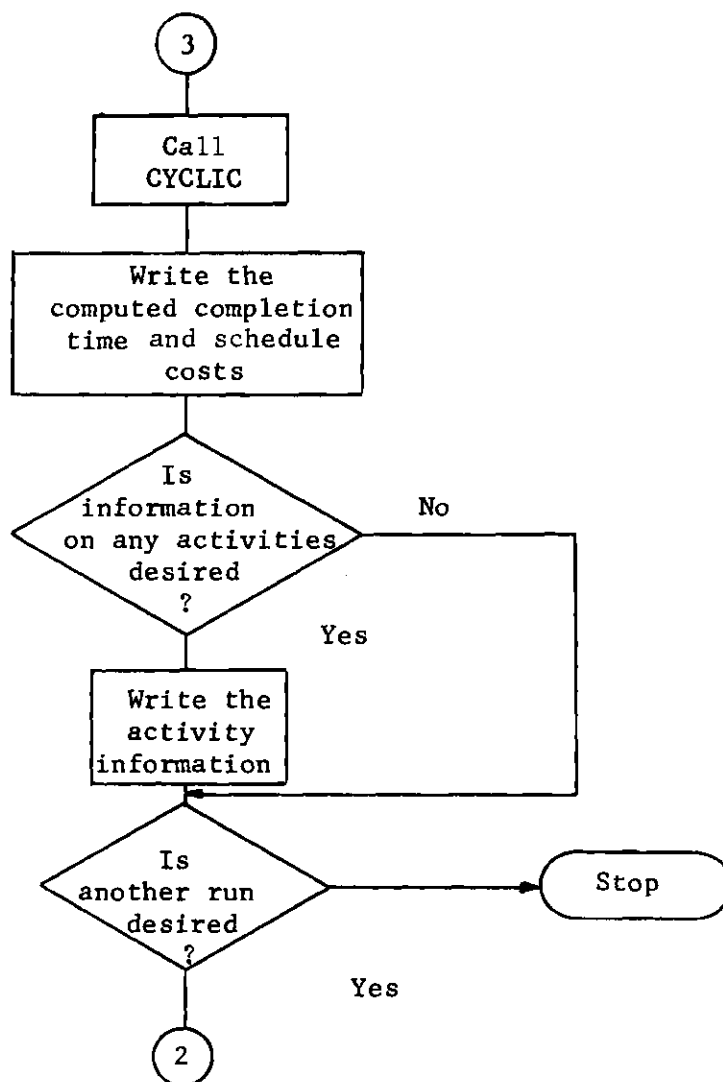 3
Call
CYCLIC
Write the
computed completion
time and schedule
costs
Is
information
on any activities
desired
?
No
Yes
Write the
activity
information
Is
another run
desired
?
Stop
Yes
2